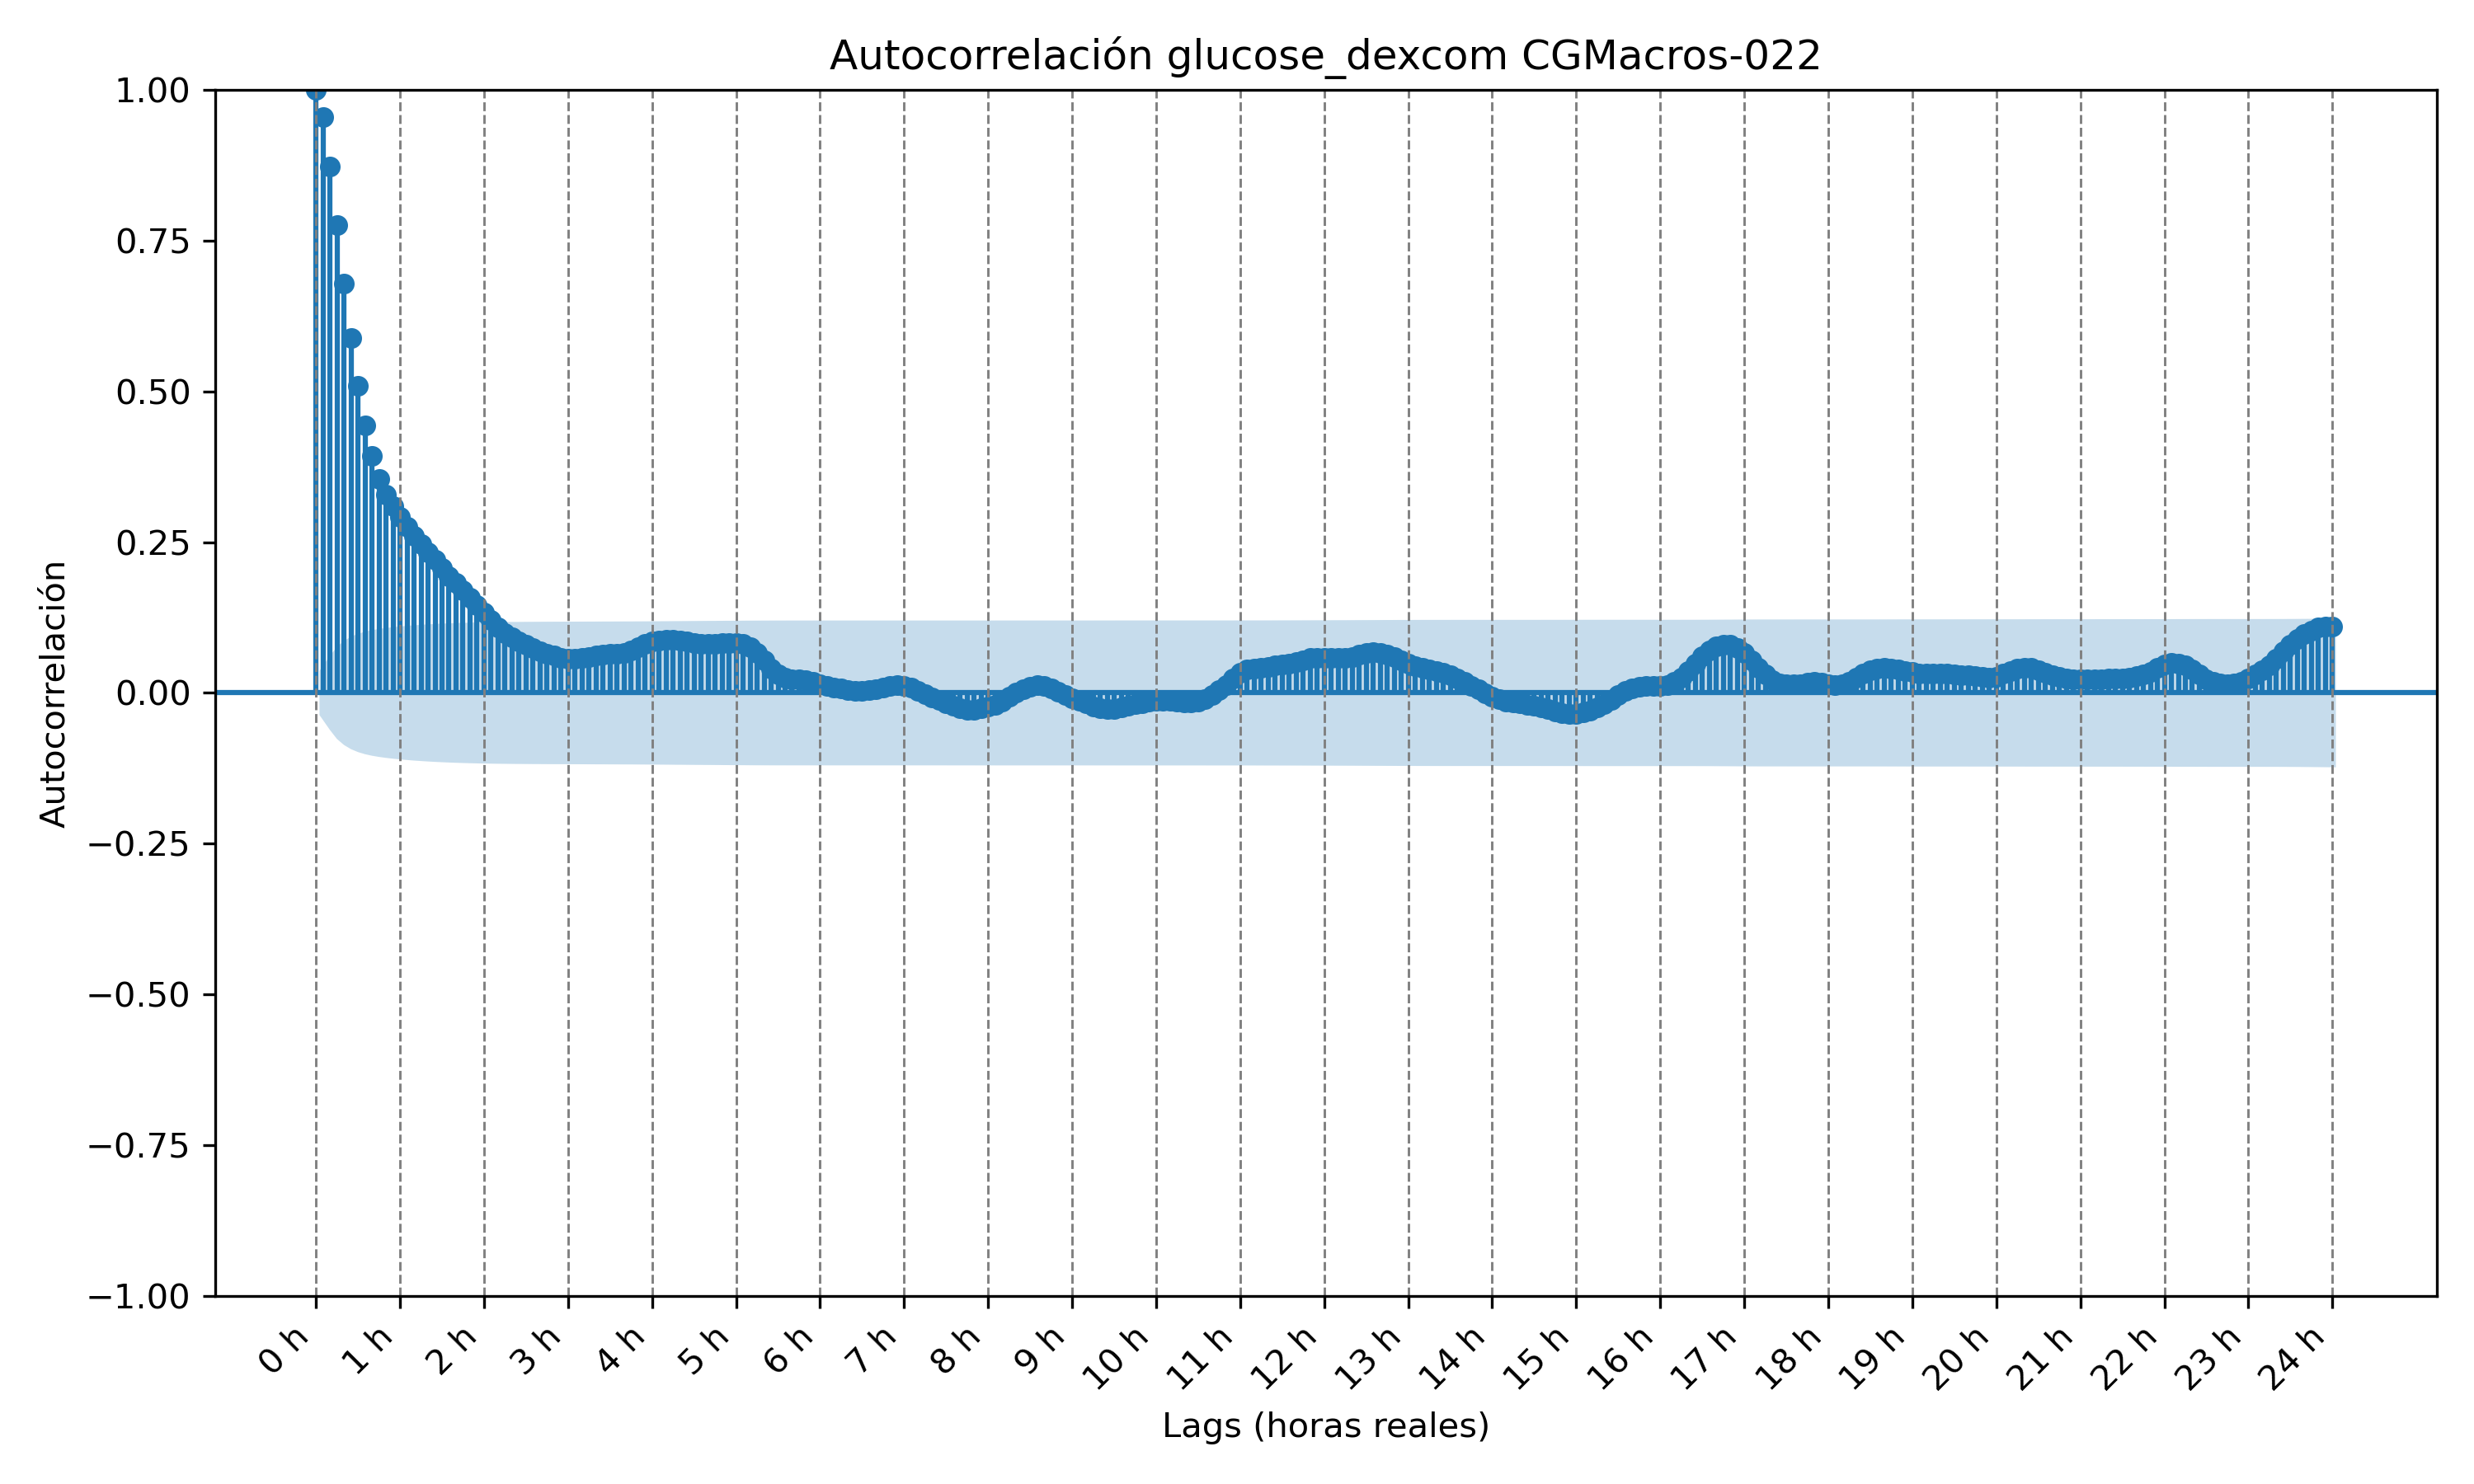 Autocorrelación glucose_dexcom CGMacros-022
Autocorrelación
1.00
0.75
0.50
0.25
0.00
−0.25
−0.50
−0.75
−1.00
0 h
1 h
2 h
3 h
4 h
5 h
6 h
7 h
8 h
9 h
10 h
11 h
12 h
13 h
14 h
15 h
16 h
17 h
18 h
19 h
20 h
21 h
22 h
23 h
24 h
Lags (horas reales)